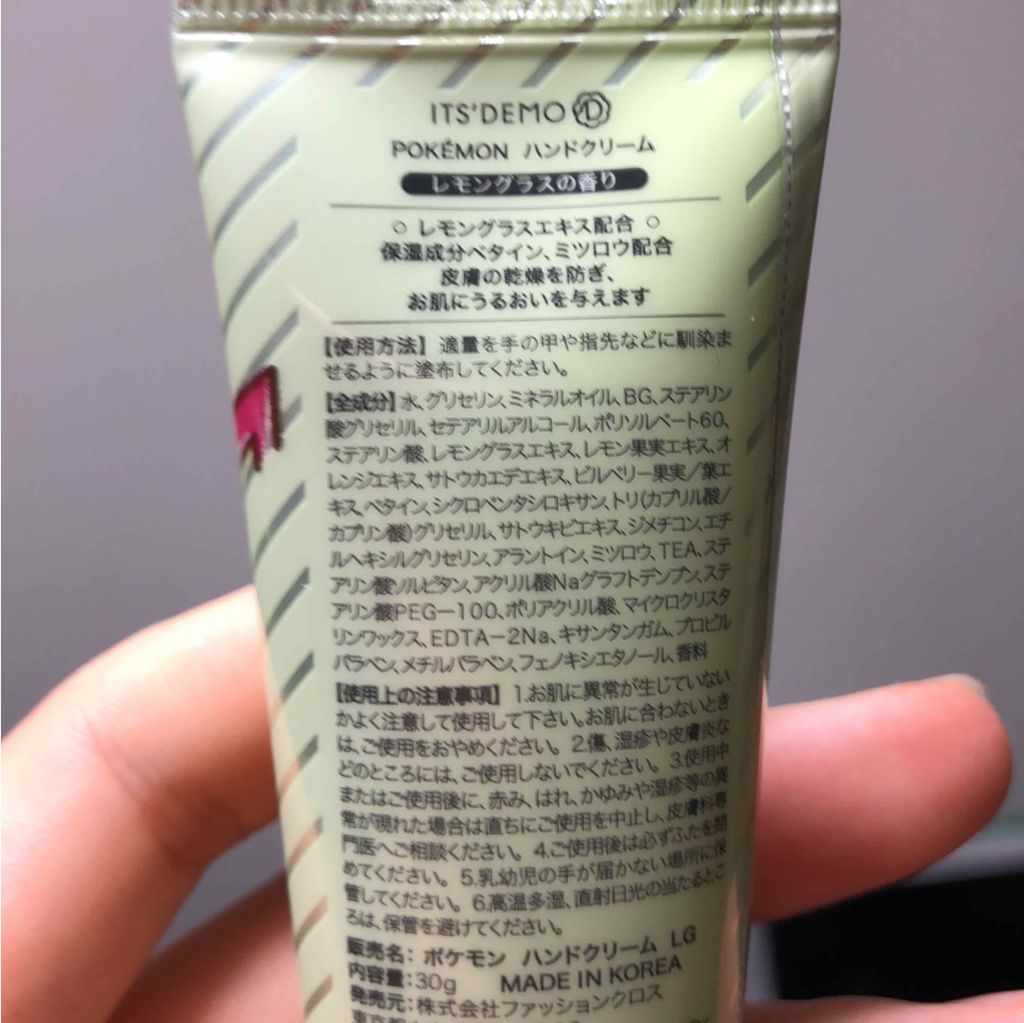 ITS'DEMO
POKÉMON ハンドクリーム
レモングラスの香り
○ レモングラスエキス配合 ○
保湿成分ベタイン、ミツロウ配合
皮膚の乾燥を防ぎ、
お肌にうるおいを与えます
【使用方法】適量を手の甲や指先などに馴染ま
せるように塗布してください。
【全成分】水、グリセリン、ミネラルオイル、BG、ステアリン
酸グリセリル、セテアリルアルコール、ポリソルベート60、
ステアリン酸、レモングラスエキス、レモン果実エキス、オ
レンジエキス、サトウカエデエキス、ビルベリー果実／葉エ
キス、ベタイン、シクロペンタシロキサン、トリ(カプリル酸／
カプリン酸)グリセリル、サトウキビエキス、ジメチコン、エチ
ルヘキシルグリセリン、アラントイン、ミツロウ、TEA、ステ
アリン酸ソルビタン、アクリル酸Naグラフトデンプン、ステ
アリン酸PEG－100、ポリアクリル酸、マイクロクリスタ
リンワックス、EDTA－2Na、キサンタンガム、プロピル
パラベン、メチルパラベン、フェノキシエタノール、香料
【使用上の注意事項】1.お肌に異常が生じていない
かよく注意して使用して下さい。お肌に合わないとき
は、ご使用をおやめください。2.傷、湿疹や皮膚炎な
どのところには、ご使用しないでください。3.使用中
またはご使用後に、赤み、はれ、かゆみや湿疹等の異
常が現れた場合は直ちにご使用を中止し、皮膚科専
門医へご相談ください。4.ご使用後は必ずふたを閉
めてください。5.乳幼児の手が届かない場所に保
管してください。6.高温多湿、直射日光の当たるとこ
ろは、保管を避けてください。
販売名：ポケモン ハンドクリーム LG
内容量：30g MADE IN KOREA
発売元：株式会社ファッションクロス